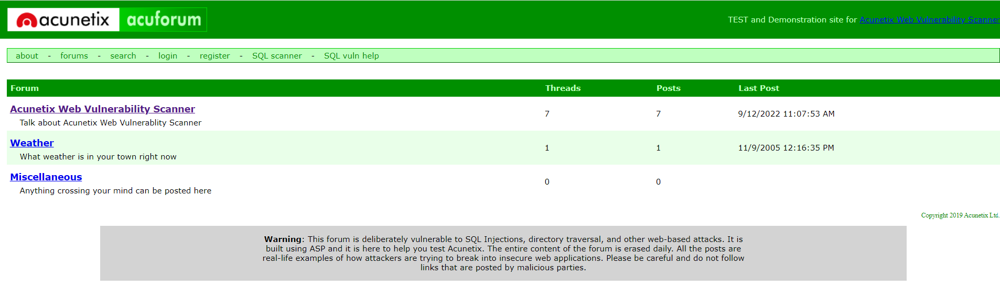 acunetix acuforum
TEST and Demonstration site for Acunetix Web Vulnerability Scanner
about - forums - search - login - register - SQL scanner - SQL vuln help
Forum Threads Posts Last Post
Acunetix Web Vulnerability Scanner
Talk about Acunetix Web Vulnerablity Scanner
7 7 9/12/2022 11:07:53 AM
Weather
What weather is in your town right now
1 1 11/9/2005 12:16:35 PM
Miscellaneous
Anything crossing your mind can be posted here
0 0
Copyright 2019 Acunetix Ltd.
Warning: This forum is deliberately vulnerable to SQL Injections, directory traversal, and other web-based attacks. It is
built using ASP and it is here to help you test Acunetix. The entire content of the forum is erased daily. All the posts are
real-life examples of how attackers are trying to break into insecure web applications. Please be careful and do not follow
links that are posted by malicious parties.